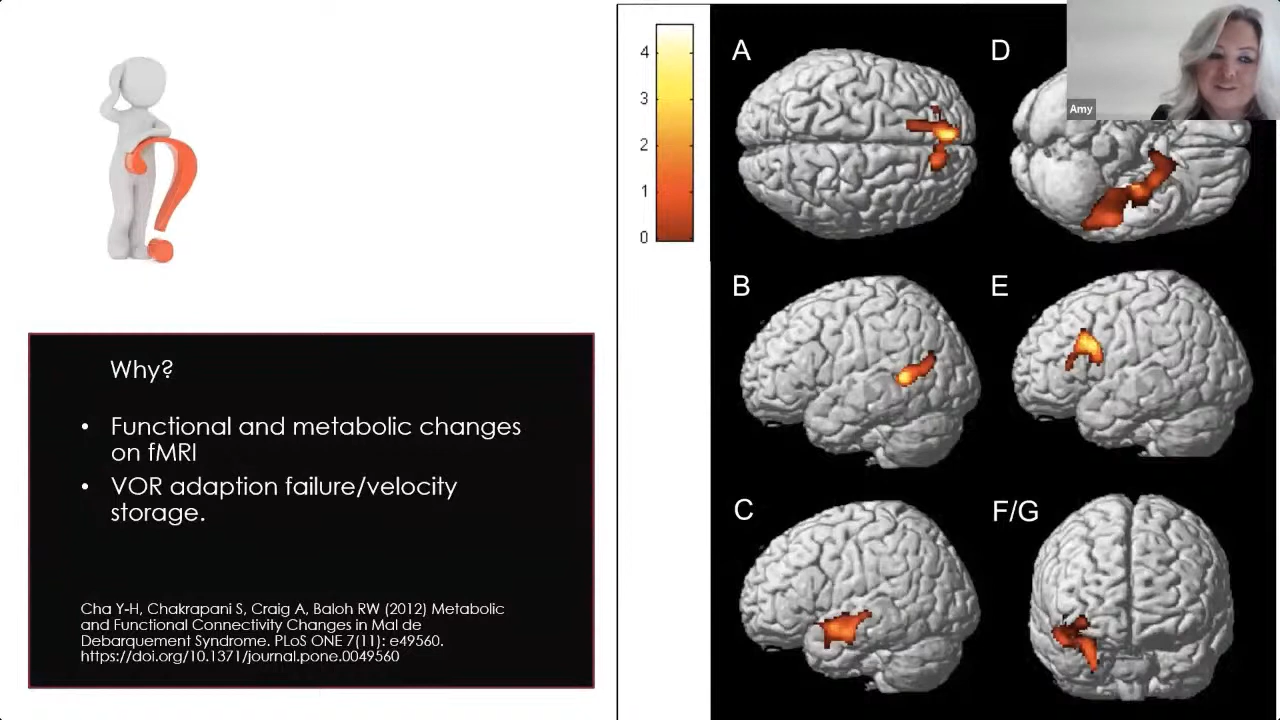 Why?
• Functional and metabolic changes
on fMRI
• VOR adaption failure/velocity
storage.
Cha Y-H, Chakrapani S, Craig A, Baloh RW (2012) Metabolic
and Functional Connectivity Changes in Mal de
Debarquement Syndrome. PLoS ONE 7(11): e49560.
https://doi.org/10.1371/journal.pone.0049560
4
3
2
1
0
A
D
Amy
B
E
C
F/G